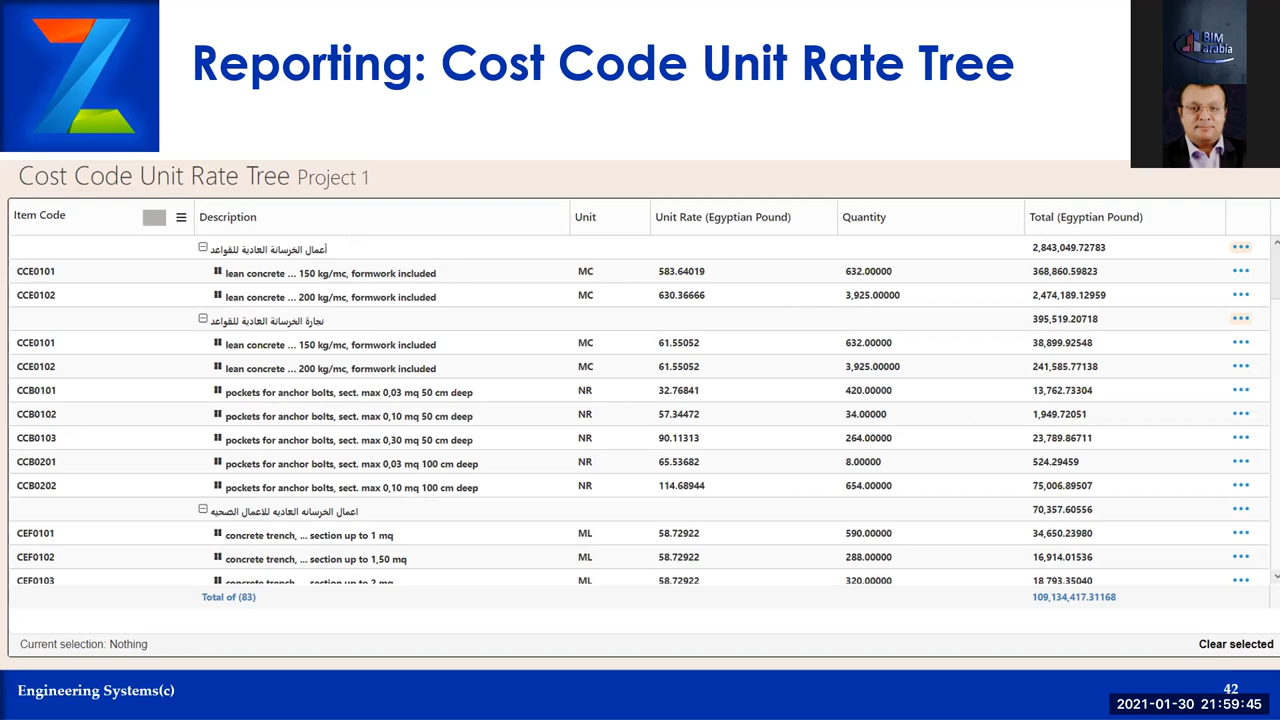 Reporting: Cost Code Unit Rate Tree
BIM
arabia
Cost Code Unit Rate Tree Project 1
Item Code Description Unit Unit Rate (Egyptian Pound) Quantity Total (Egyptian Pound)
أعمال الخرسانة العادية للقواعد 2,843,049.72783
CCE0101 lean concrete ... 150 kg/mc, formwork included MC 583.64019 632.00000 368,860.59823
CCE0102 lean concrete ... 200 kg/mc, formwork included MC 630.36666 3,925.00000 2,474,189.12959
نجارة الخرسانة العادية للقواعد 395,519.20718
CCE0101 lean concrete ... 150 kg/mc, formwork included MC 61.55052 632.00000 38,899.92548
CCE0102 lean concrete ... 200 kg/mc, formwork included MC 61.55052 3,925.00000 241,585.77138
CCB0101 pockets for anchor bolts, sect. max 0,03 mq 50 cm deep NR 32.76841 420.00000 13,762.73304
CCB0102 pockets for anchor bolts, sect. max 0,10 mq 50 cm deep NR 57.34472 34.00000 1,949.72051
CCB0103 pockets for anchor bolts, sect. max 0,30 mq 50 cm deep NR 90.11313 264.00000 23,789.86711
CCB0201 pockets for anchor bolts, sect. max 0,03 mq 100 cm deep NR 65.53682 8.00000 524.29459
CCB0202 pockets for anchor bolts, sect. max 0,10 mq 100 cm deep NR 114.68944 654.00000 75,006.89507
اعمال الخرسانه العاديه للاعمال الصحيه 70,357.60556
CEF0101 concrete trench, ... section up to 1 mq ML 58.72922 590.00000 34,650.23980
CEF0102 concrete trench, ... section up to 1,50 mq ML 58.72922 288.00000 16,914.01536
CEF0103 concrete trench, ... section up to 2 mq ML 58.72922 320.00000 18,793.35040
Total of (83) 109,134,417.31168
Current selection: Nothing Clear selected
Engineering Systems(c) 42
2021-01-30 21:59:45